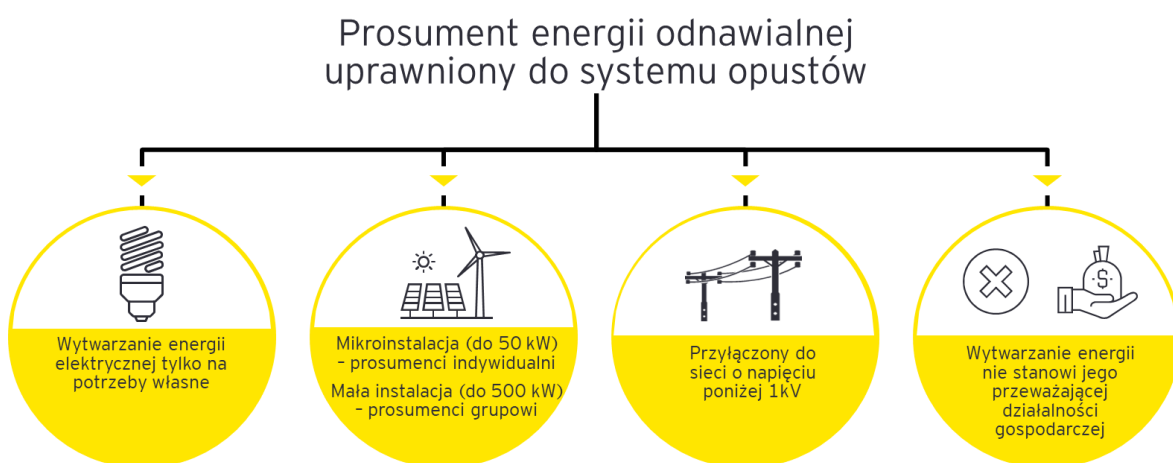 Prosument energii odnawialnej
uprawniony do systemu opustów
Wytwarzanie energii
elektrycznej tylko na
potrzeby własne
Mikroinstalacja (do 50 kW)
– prosumenci indywidualni
Mała instalacja (do 500 kW)
– prosumenci grupowi
Przyłączony do
sieci o napięciu
poniżej 1kV
$
Wytwarzanie energii
nie stanowi jego
przeważającej
działalności
gospodarczej